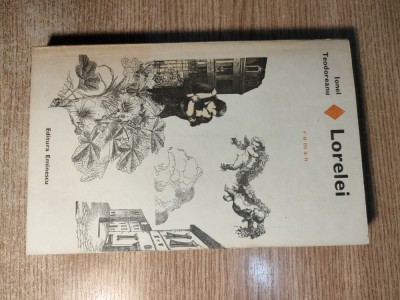 Ionel
Teodoreanu
Lorelei
roman
Editura Eminescu